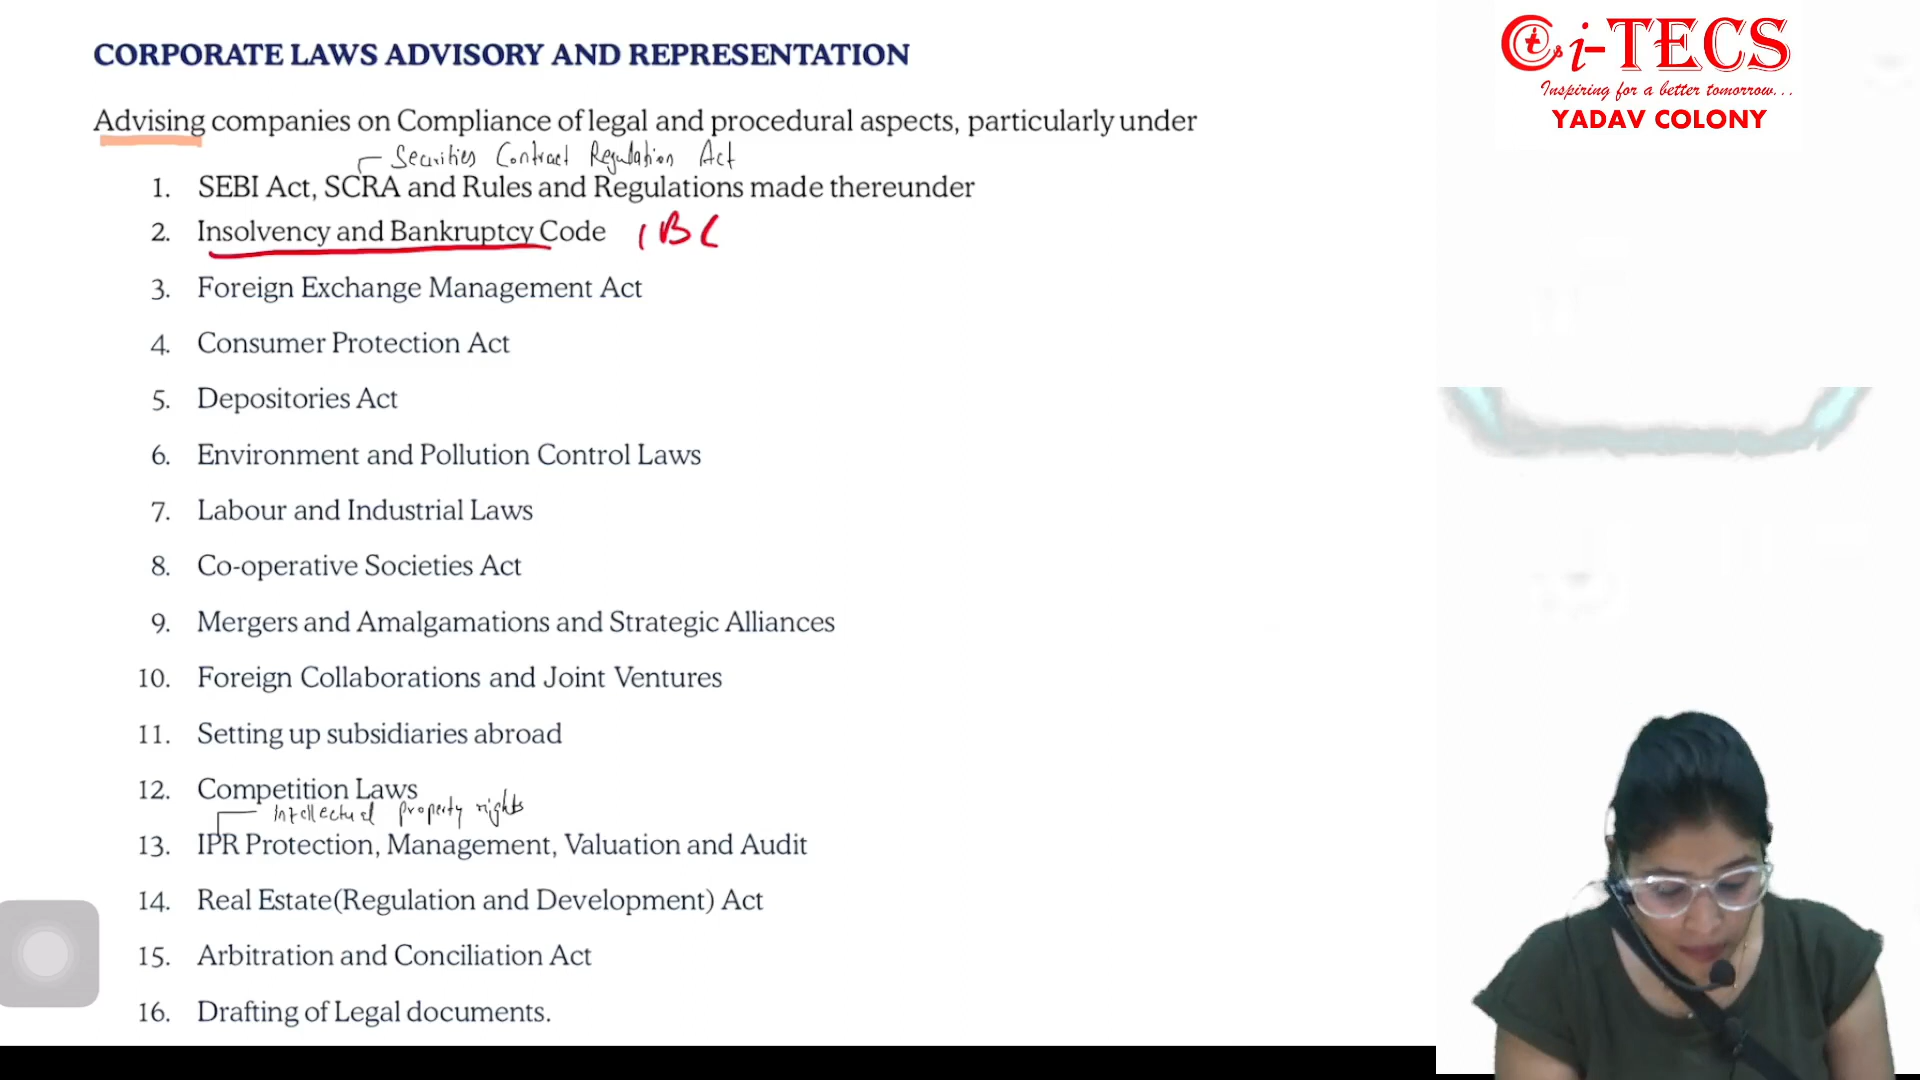 CORPORATE LAWS ADVISORY AND REPRESENTATION
Advising companies on Compliance of legal and procedural aspects, particularly under
Securities Contract Regulation Act
1. SEBI Act, SCRA and Rules and Regulations made thereunder
2. Insolvency and Bankruptcy Code IBC
3. Foreign Exchange Management Act
4. Consumer Protection Act
5. Depositories Act
6. Environment and Pollution Control Laws
7. Labour and Industrial Laws
8. Co-operative Societies Act
9. Mergers and Amalgamations and Strategic Alliances
10. Foreign Collaborations and Joint Ventures
11. Setting up subsidiaries abroad
12. Competition Laws
Intellectual property rights
13. IPR Protection, Management, Valuation and Audit
14. Real Estate(Regulation and Development) Act
15. Arbitration and Conciliation Act
16. Drafting of Legal documents.
i-TECS
Inspiring for a better tomorrow...
YADAV COLONY